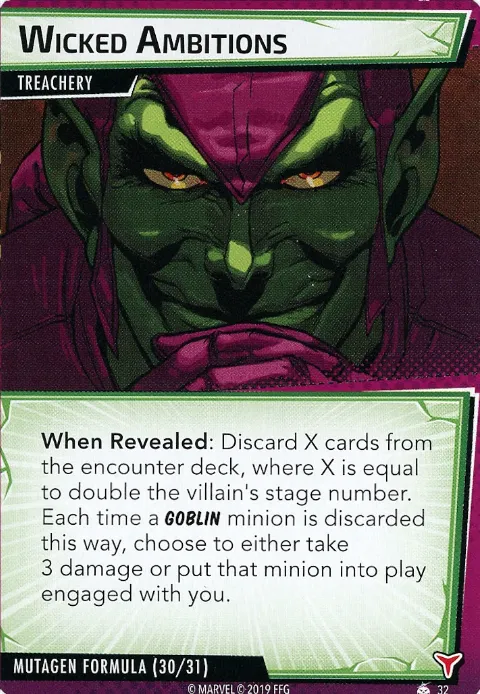 WICKED AMBITIONS
TREACHERY
When Revealed: Discard X cards from
the encounter deck, where X is equal
to double the villain's stage number.
Each time a GOBLIN minion is discarded
this way, choose to either take
3 damage or put that minion into play
engaged with you.
MUTAGEN FORMULA (30/31)
© MARVEL © 2019 FFG 32